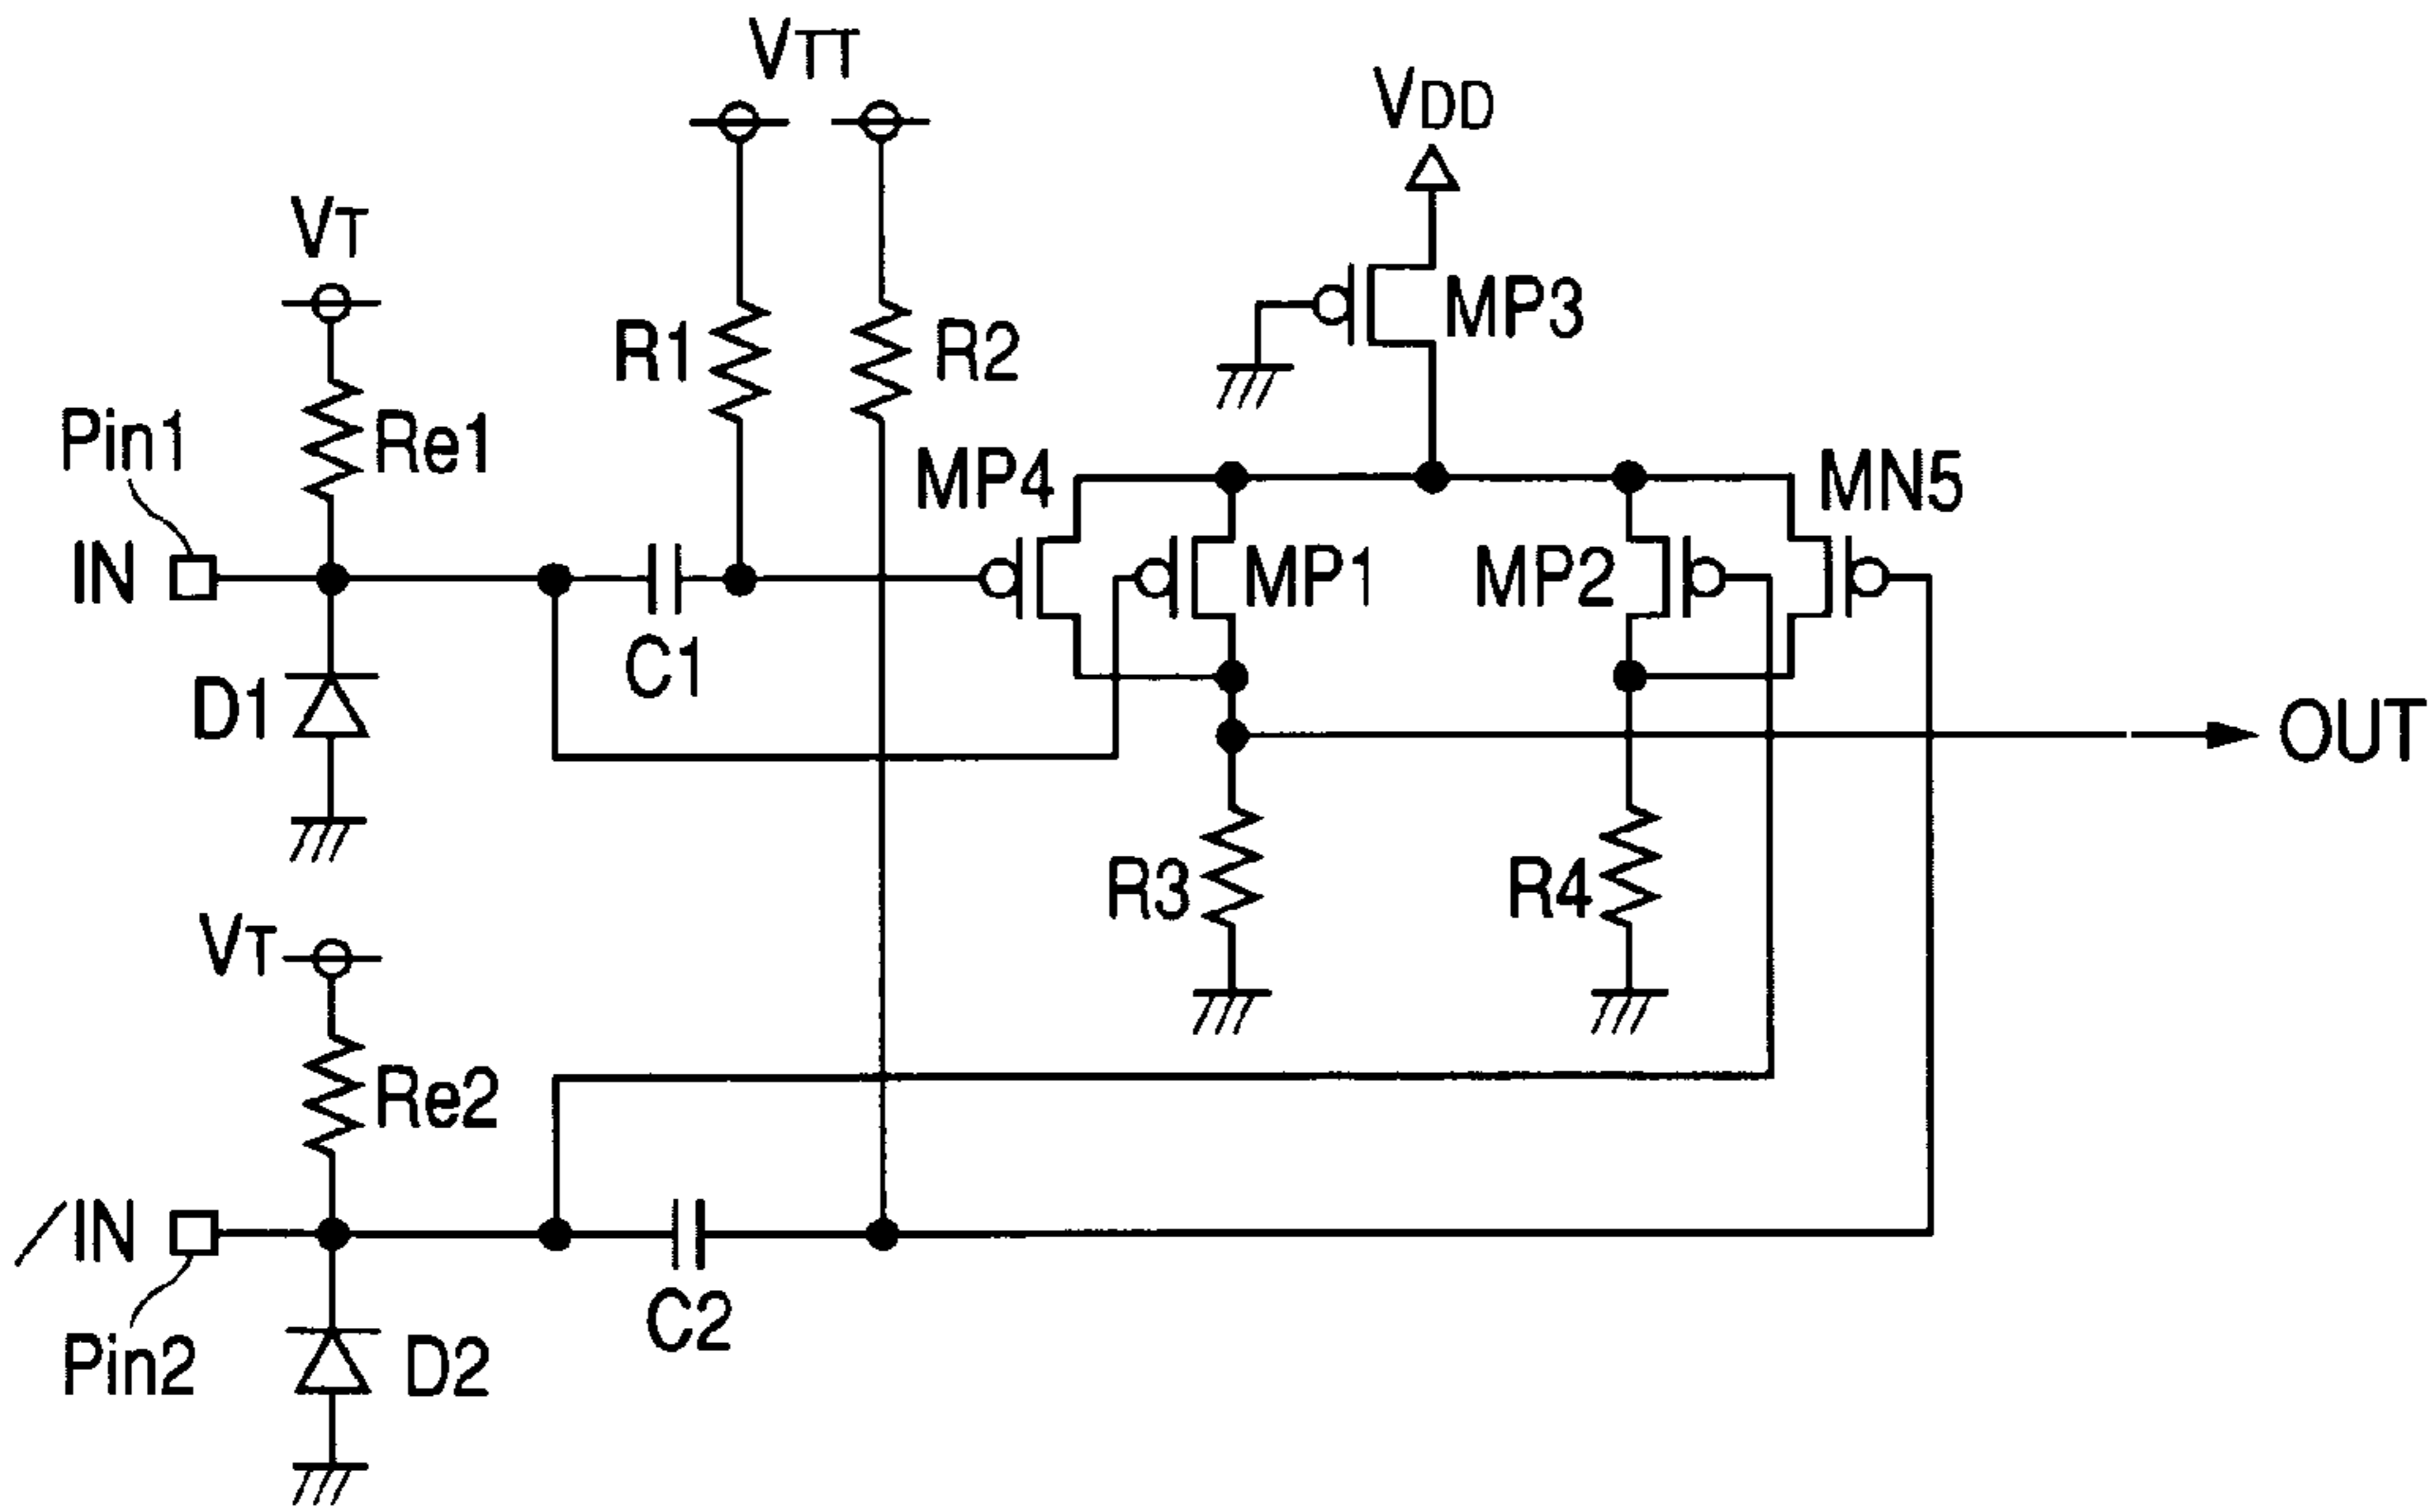 VTT
VDD
VT
MP3
R1
R2
Re1
Pin1
MP4
MN5
IN
MP1
MP2
C1
D1
OUT
R3
R4
VT
Re2
/IN
C2
Pin2
D2